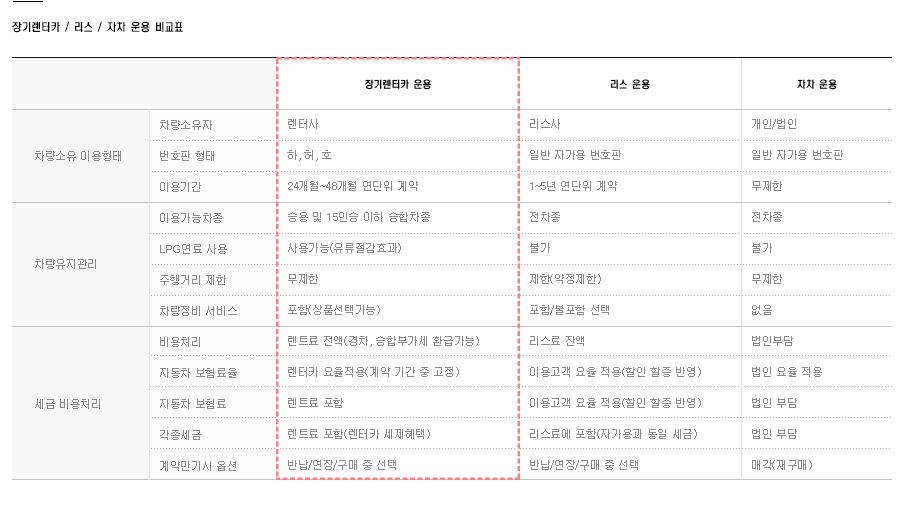 장기렌터카 / 리스 / 자차 운용 비교표
장기렌터카 운용 리스 운용 자차 운용
차량소유 이용형태
차량소유자 렌터사 리스사 개인/법인
번호판 형태 하, 허, 호 일반 자가용 번호판 일반 자가용 번호판
이용기간 24개월~48개월 연단위 계약 1~5년 연단위 계약 무제한
차량유지관리
이용가능차종 승용 및 15인승 이하 승합차종 전차종 전차종
LPG연료 사용 사용가능(유류절감효과) 불가 불가
주행거리 제한 무제한 제한(약정제한) 무제한
차량정비 서비스 포함(상품선택가능) 포함/불포함 선택 없음
세금 비용처리
비용처리 렌트료 전액(경차, 승합부가세 환급가능) 리스료 잔액 법인부담
자동차 보험료율 렌터카 요율적용(계약 기간 중 고정) 이용고객 요율 적용(할인 할증 반영) 법인 요율 적용
자동차 보험료 렌트료 포함 이용고객 요율 적용(할인 할증 반영) 법인 부담
각종세금 렌트료 포함(렌터카 세제혜택) 리스료에 포함(자가용과 동일 세금) 법인 부담
계약만기시 옵션 반납/연장/구매 중 선택 반납/연장/구매 중 선택 매각(재구매)